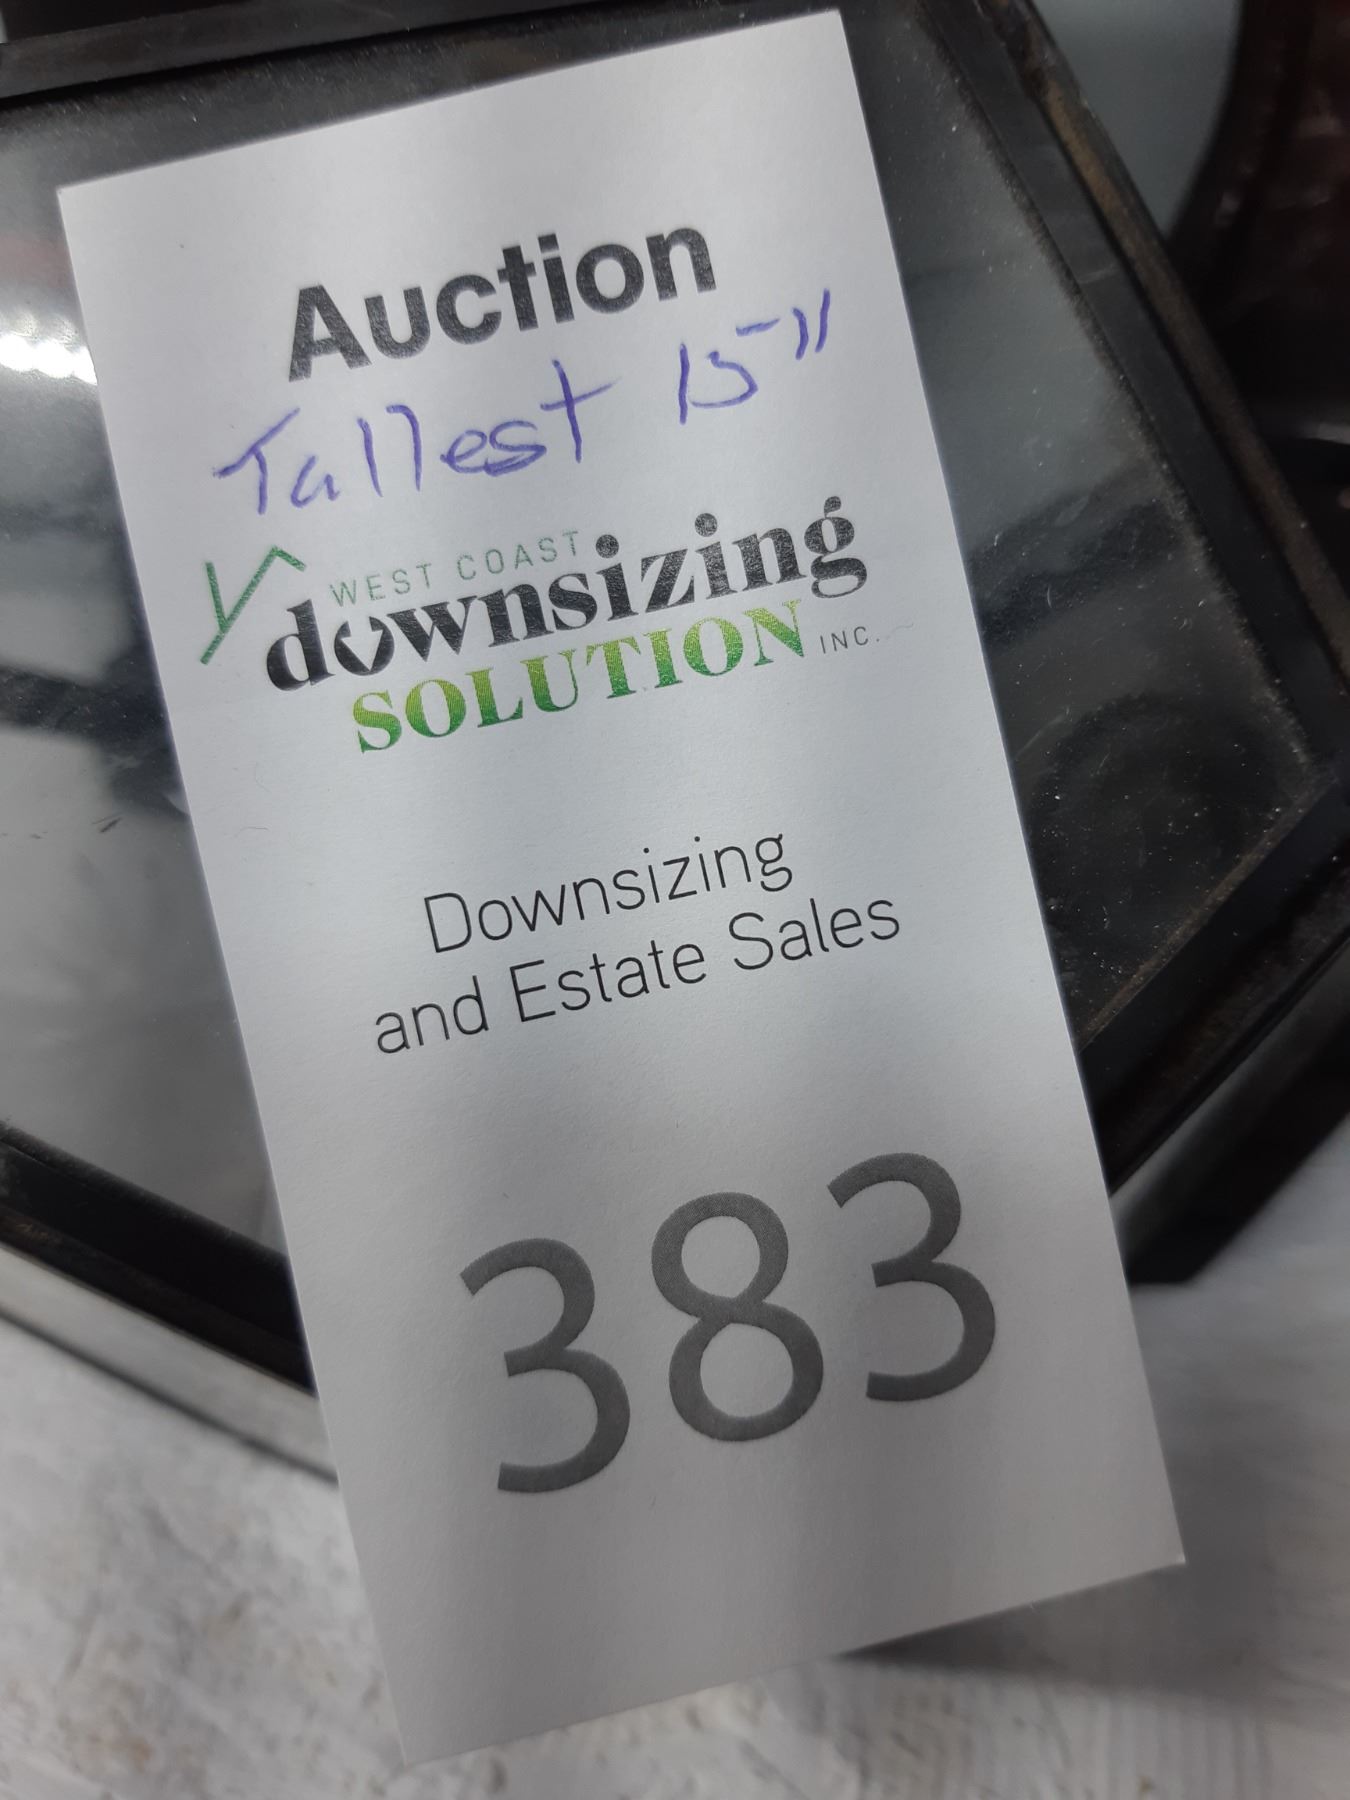 Auction
Tallest 15"
WEST COAST
downsizing
SOLUTION INC.
Downsizing
and Estate Sales
383